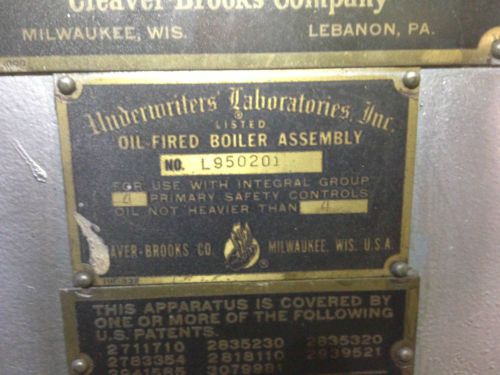 Cleaver-Brooks Company
MILWAUKEE, WIS. LEBANON, PA.
Underwriters' Laboratories, Inc.
®
LISTED
OIL-FIRED BOILER ASSEMBLY
NO. L950201
FOR USE WITH INTEGRAL GROUP
4 PRIMARY SAFETY CONTROLS
OIL NOT HEAVIER THAN 4
EAVER-BROOKS CO. MILWAUKEE, WIS. U.S.A.
®
THIS APPARATUS IS COVERED BY
ONE OR MORE OF THE FOLLOWING
U.S. PATENTS.
2711710 2835230 2835320
2783354 2818110 2939521
3079981